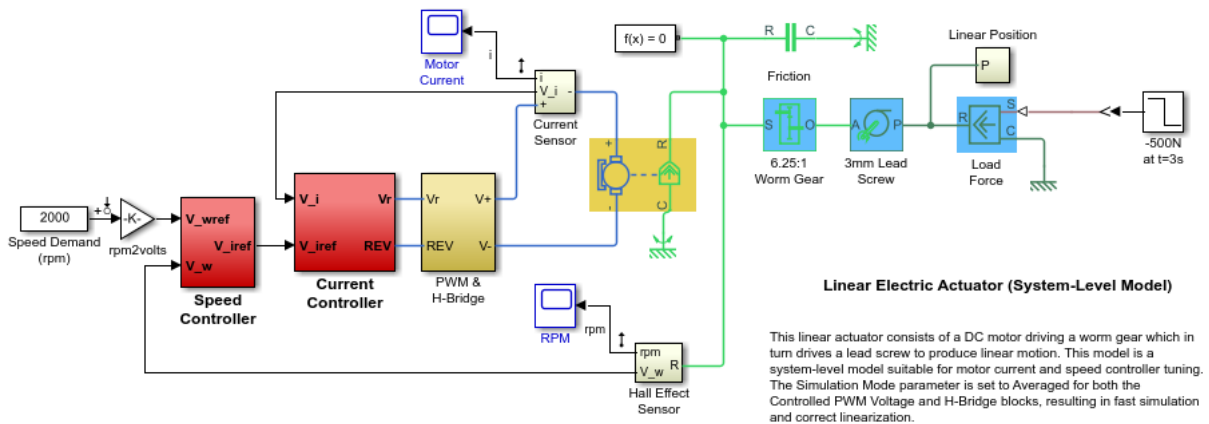 Motor
Current
i
i
V_i
+
-
Current
Sensor
f(x) = 0
R
C
Friction
Linear Position
P
S
O
6.25:1
Worm Gear
A
P
3mm Lead
Screw
R
S
C
Load
Force
-500N
at t=3s
+
-
R
C
2000
Speed Demand
(rpm)
+
-K-
rpm2volts
V_wref
V_iref
V_w
Speed
Controller
V_i
Vr
V_iref
REV
Current
Controller
Vr
V+
REV
V-
PWM &
H-Bridge
RPM
rpm
rpm
V_w
R
Hall Effect
Sensor
Linear Electric Actuator (System-Level Model)
This linear actuator consists of a DC motor driving a worm gear which in
turn drives a lead screw to produce linear motion. This model is a
system-level model suitable for motor current and speed controller tuning.
The Simulation Mode parameter is set to Averaged for both the
Controlled PWM Voltage and H-Bridge blocks, resulting in fast simulation
and correct linearization.